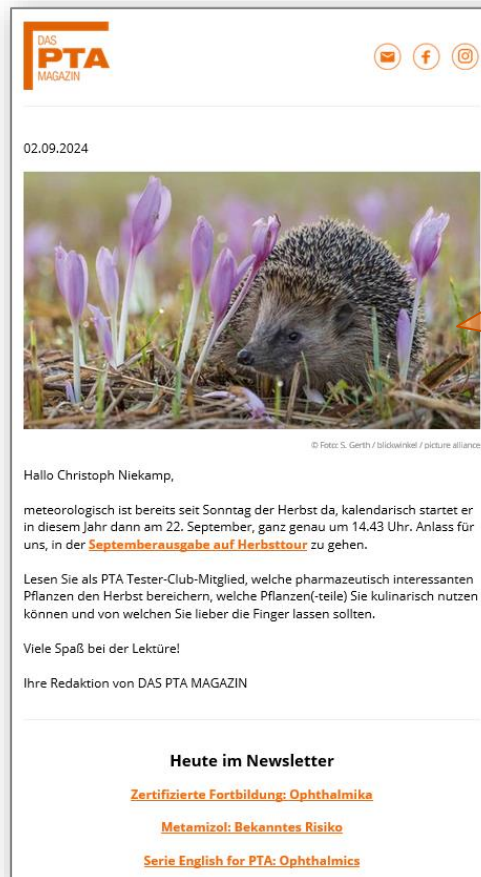 DAS
PTA
MAGAZIN
02.09.2024
© Foto: S. Gerth / blickwinkel / picture alliance
Hallo Christoph Niekamp,
meteorologisch ist bereits seit Sonntag der Herbst da, kalendarisch startet er
in diesem Jahr dann am 22. September, ganz genau um 14.43 Uhr. Anlass für
uns, in der Septemberausgabe auf Herbsttour zu gehen.
Lesen Sie als PTA Tester-Club-Mitglied, welche pharmazeutisch interessanten
Pflanzen den Herbst bereichern, welche Pflanzen(-teile) Sie kulinarisch nutzen
können und von welchen Sie lieber die Finger lassen sollten.
Viele Spaß bei der Lektüre!
Ihre Redaktion von DAS PTA MAGAZIN
Heute im Newsletter
Zertifizierte Fortbildung: Ophthalmika
Metamizol: Bekanntes Risiko
Serie English for PTA: Ophthalmics